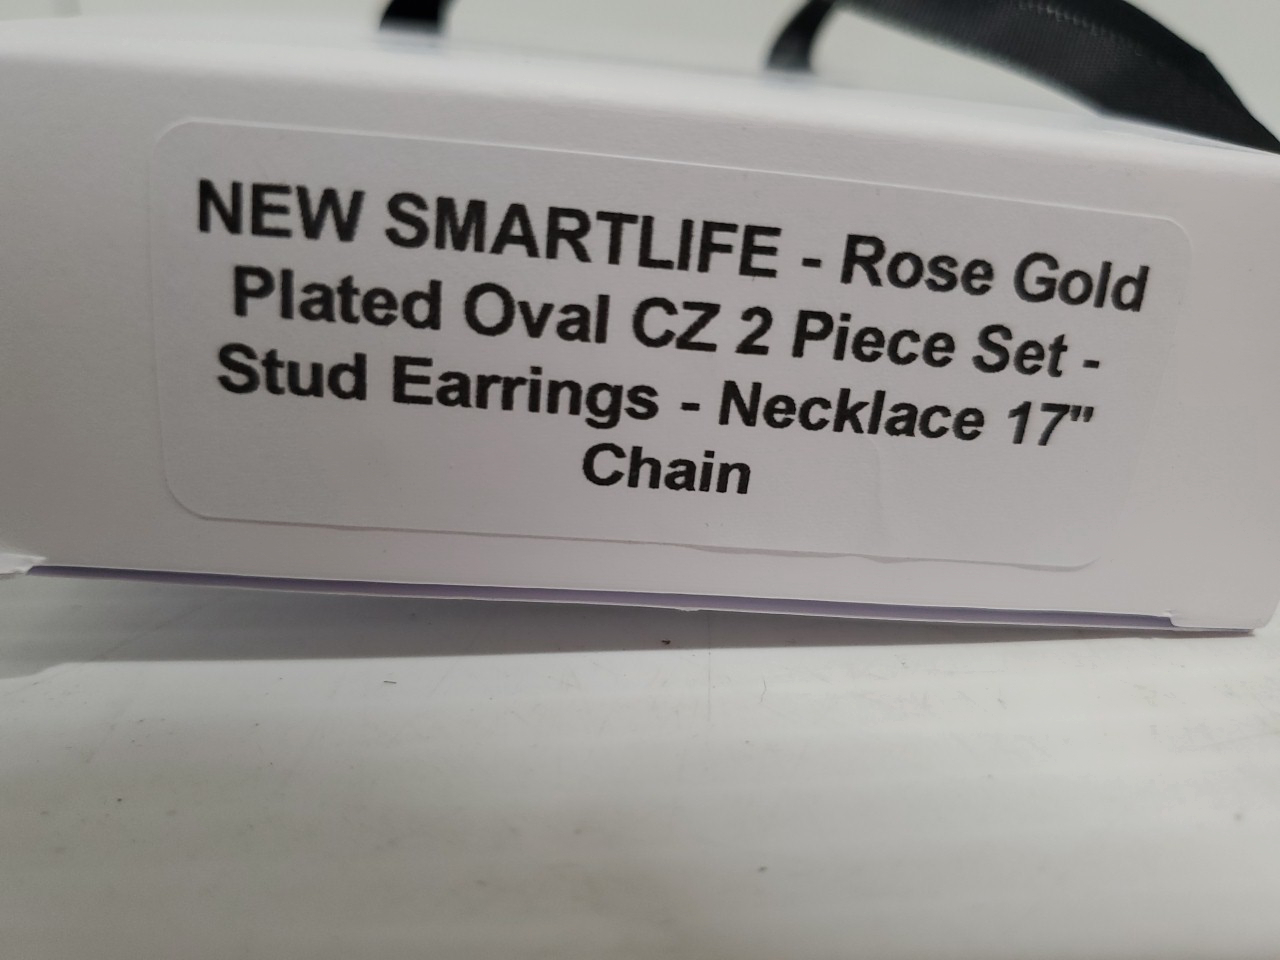 NEW SMARTLIFE - Rose Gold
Plated Oval CZ 2 Piece Set -
Stud Earrings - Necklace 17"
Chain